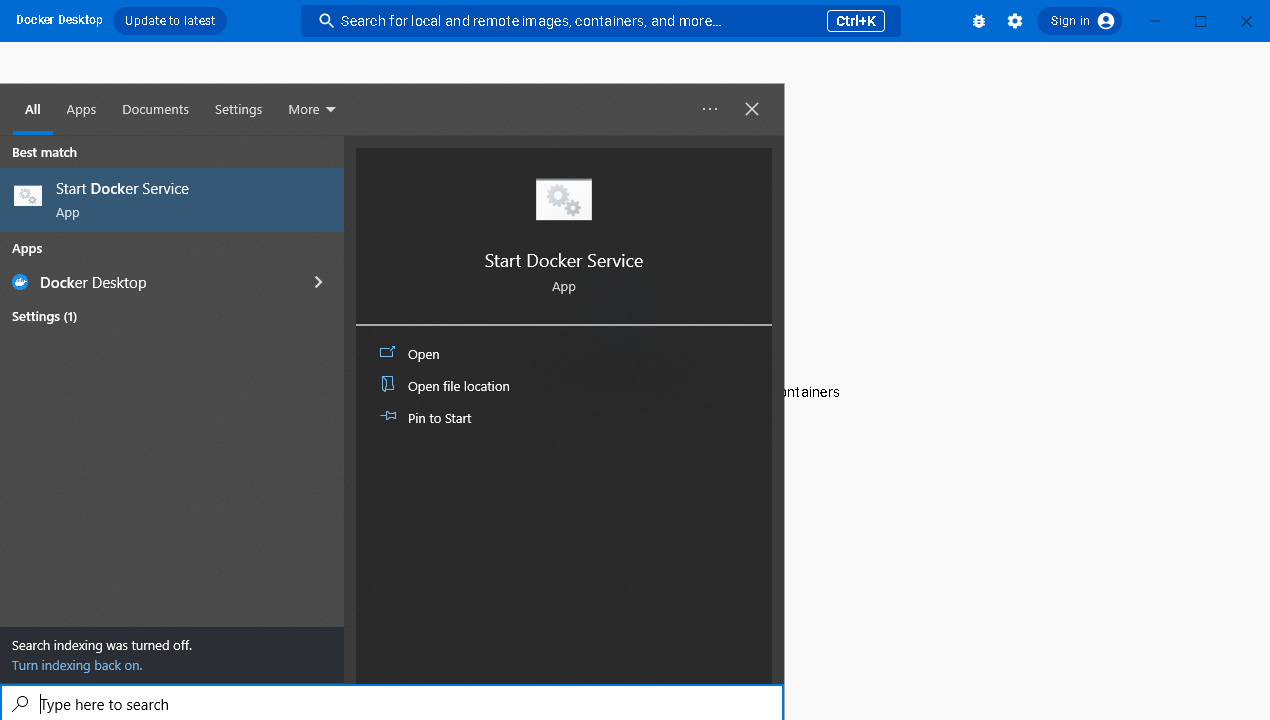 Docker Desktop
Update to latest
Search for local and remote images, containers, and more...
Ctrl+K
Sign in
All
Apps
Documents
Settings
More
Best match
Start Docker Service
App
Apps
Docker Desktop
Settings (1)
Start Docker Service
App
Open
Open file location
Pin to Start
ontainers
Search indexing was turned off.
Turn indexing back on.
Type here to search